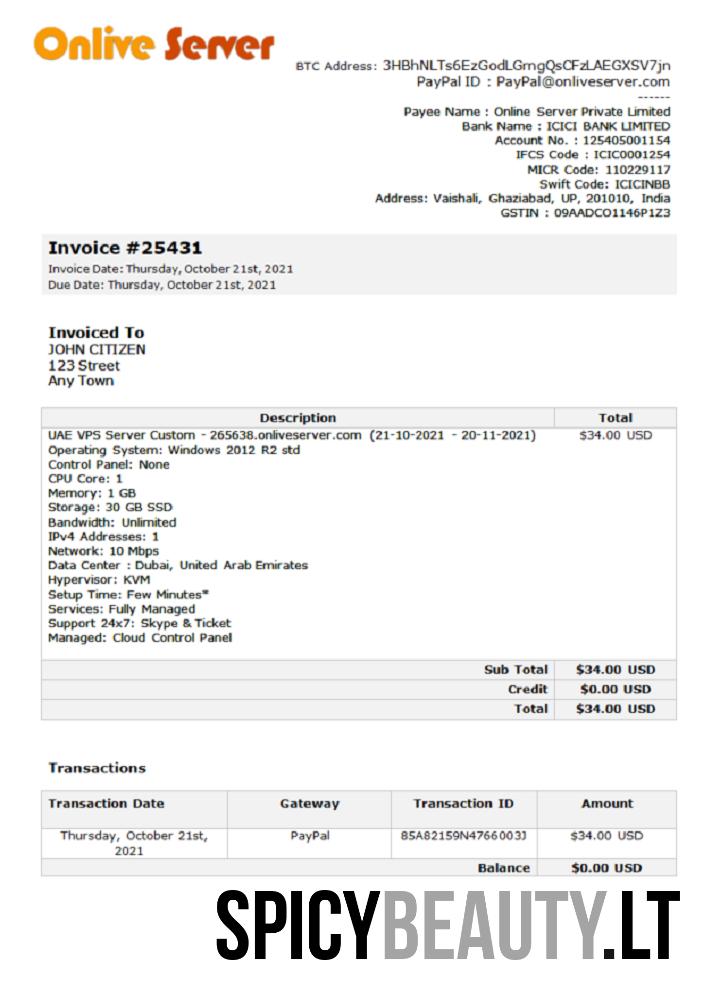 Onlive Server
BTC Address: 3HBhNLTs6EzGodLGmgQsCFzLAEGXSV7jn
PayPal ID : PayPal@onliveserver.com
------
Payee Name : Online Server Private Limited
Bank Name : ICICI BANK LIMITED
Account No. : 125405001154
IFCS Code : ICIC0001254
MICR Code: 110229117
Swift Code: ICICINBB
Address: Vaishali, Ghaziabad, UP, 201010, India
GSTIN : 09AADCO1146P1Z3
Invoice #25431
Invoice Date: Thursday, October 21st, 2021
Due Date: Thursday, October 21st, 2021
Invoiced To
JOHN CITIZEN
123 Street
Any Town
Description Total
UAE VPS Server Custom - 265638.onliveserver.com (21-10-2021 - 20-11-2021) $34.00 USD
Operating System: Windows 2012 R2 std
Control Panel: None
CPU Core: 1
Memory: 1 GB
Storage: 30 GB SSD
Bandwidth: Unlimited
IPv4 Addresses: 1
Network: 10 Mbps
Data Center : Dubai, United Arab Emirates
Hypervisor: KVM
Setup Time: Few Minutes*
Services: Fully Managed
Support 24x7: Skype & Ticket
Managed: Cloud Control Panel
Sub Total $34.00 USD
Credit $0.00 USD
Total $34.00 USD
Transactions
Transaction Date Gateway Transaction ID Amount
Thursday, October 21st, PayPal 85A82159N4766003J $34.00 USD
2021
Balance $0.00 USD
SPICYBEAUTY.LT